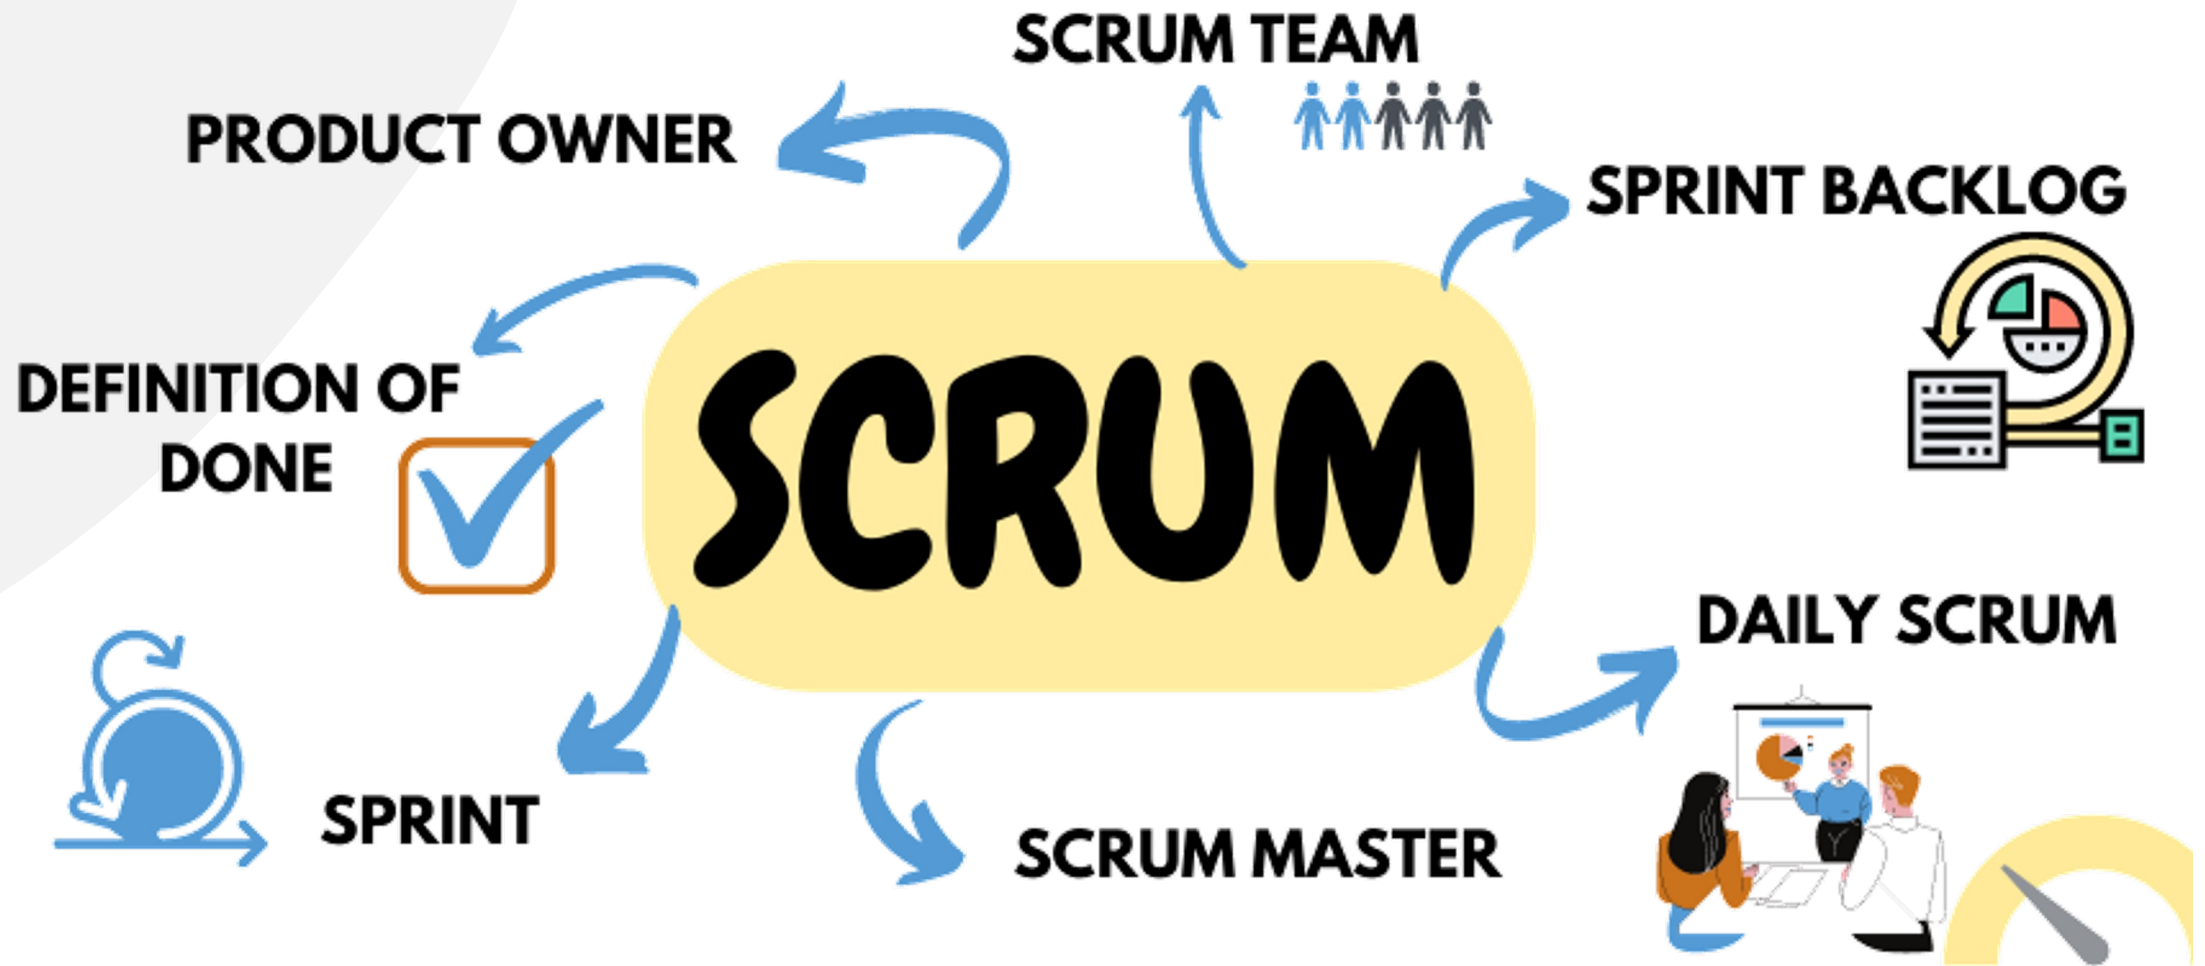 SCRUM TEAM
PRODUCT OWNER
SPRINT BACKLOG
DEFINITION OF
DONE
SCRUM
DAILY SCRUM
SPRINT
SCRUM MASTER